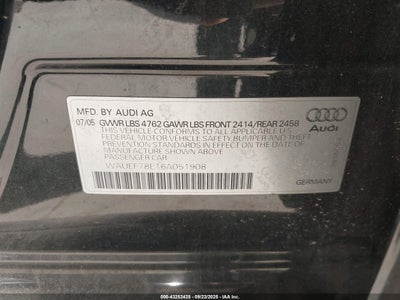 MFD. BY AUDI AG
07/05 GVWR LBS 4762 GAWR LBS FRONT 2414/REAR 2458
THIS VEHICLE CONFORMS TO ALL APPLICABLE U.S
FEDERAL MOTOR VEHICLE SAFETY, BUMPER AND THEFT
PREVENTION STANDARDS IN EFFECT ON THE DATE OF
MANUFACTURE SHOWN ABOVE.
PASSENGER CAR
Audi
GERMANY
000-43252425 - 09/23/2025 - IAA Inc.